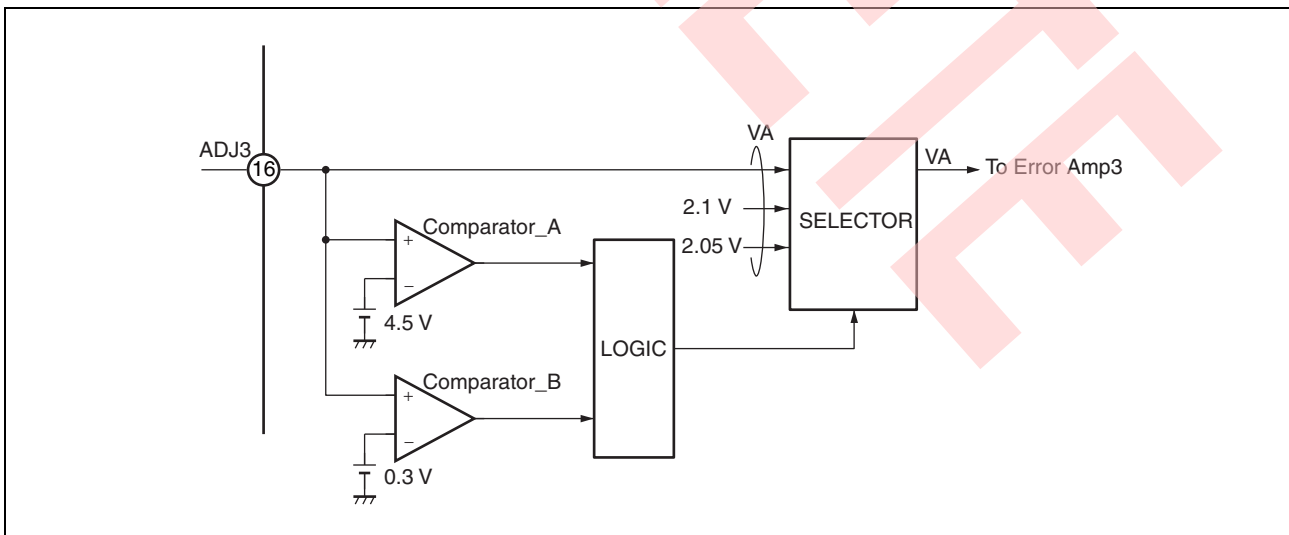 VA
ADJ3
16
VA
To Error Amp3
2.1 V
SELECTOR
Comparator_A
2.05 V
+
−
4.5 V
LOGIC
Comparator_B
+
−
0.3 V